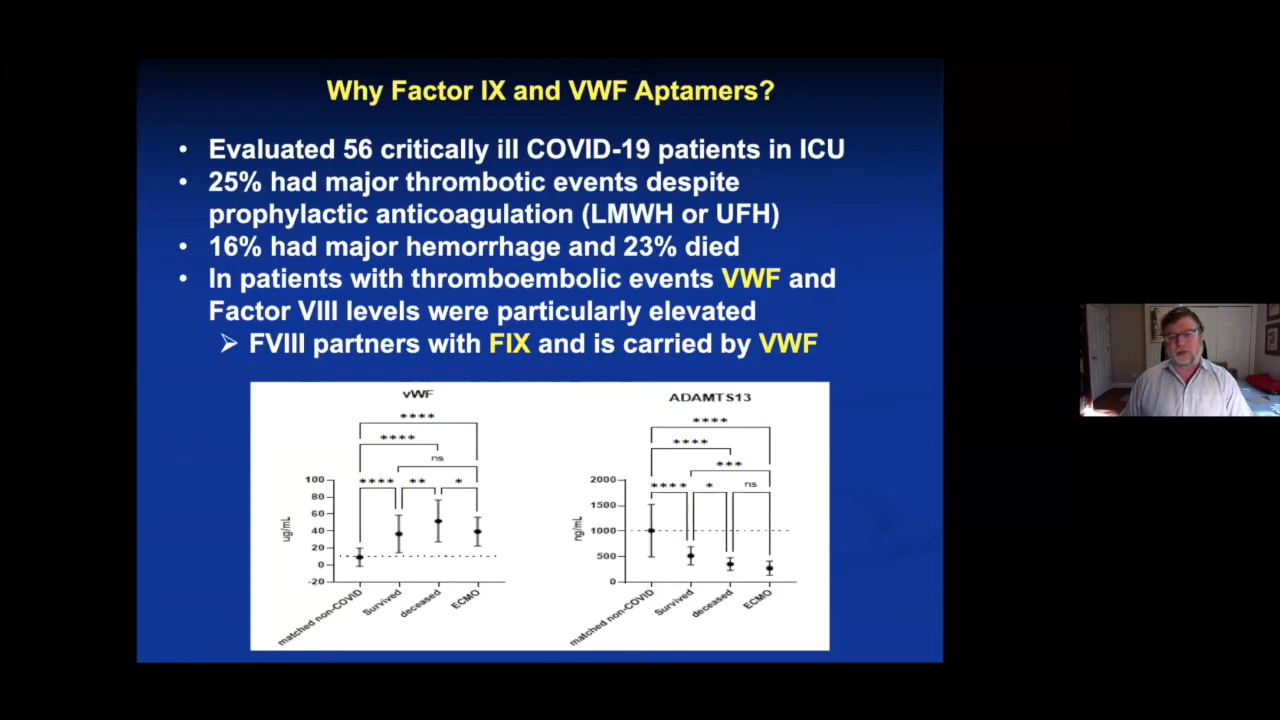 Why Factor IX and VWF Aptamers?
• Evaluated 56 critically ill COVID-19 patients in ICU
• 25% had major thrombotic events despite
prophylactic anticoagulation (LMWH or UFH)
• 16% had major hemorrhage and 23% died
• In patients with thromboembolic events VWF and
Factor VIII levels were particularly elevated
➢ FVIII partners with FIX and is carried by VWF
vWF
****
****
ns
**** ** *
100
80
60
40
20
0
-20
ug/mL
matched non-COVID
Survived
deceased
ECMO
ADAMTS13
****
****
***
**** * ns
2000
1500
1000
500
0
ng/mL
matched non-COVID
Survived
deceased
ECMO